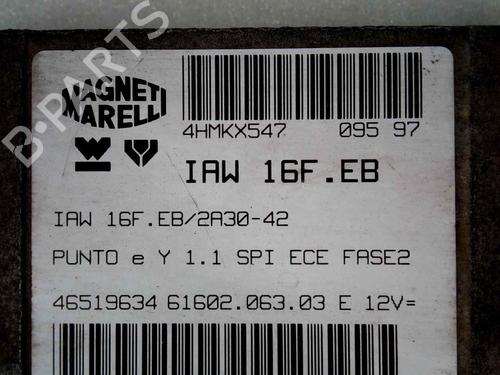 B-PARTS
MAGNETI
MARELLI
4HMKX547 095 97
IAW 16F.EB
IAW 16F.EB/2A30-42
PUNTO e Y 1.1 SPI ECE FASE2
46519634 61602.063.03 E 12V=